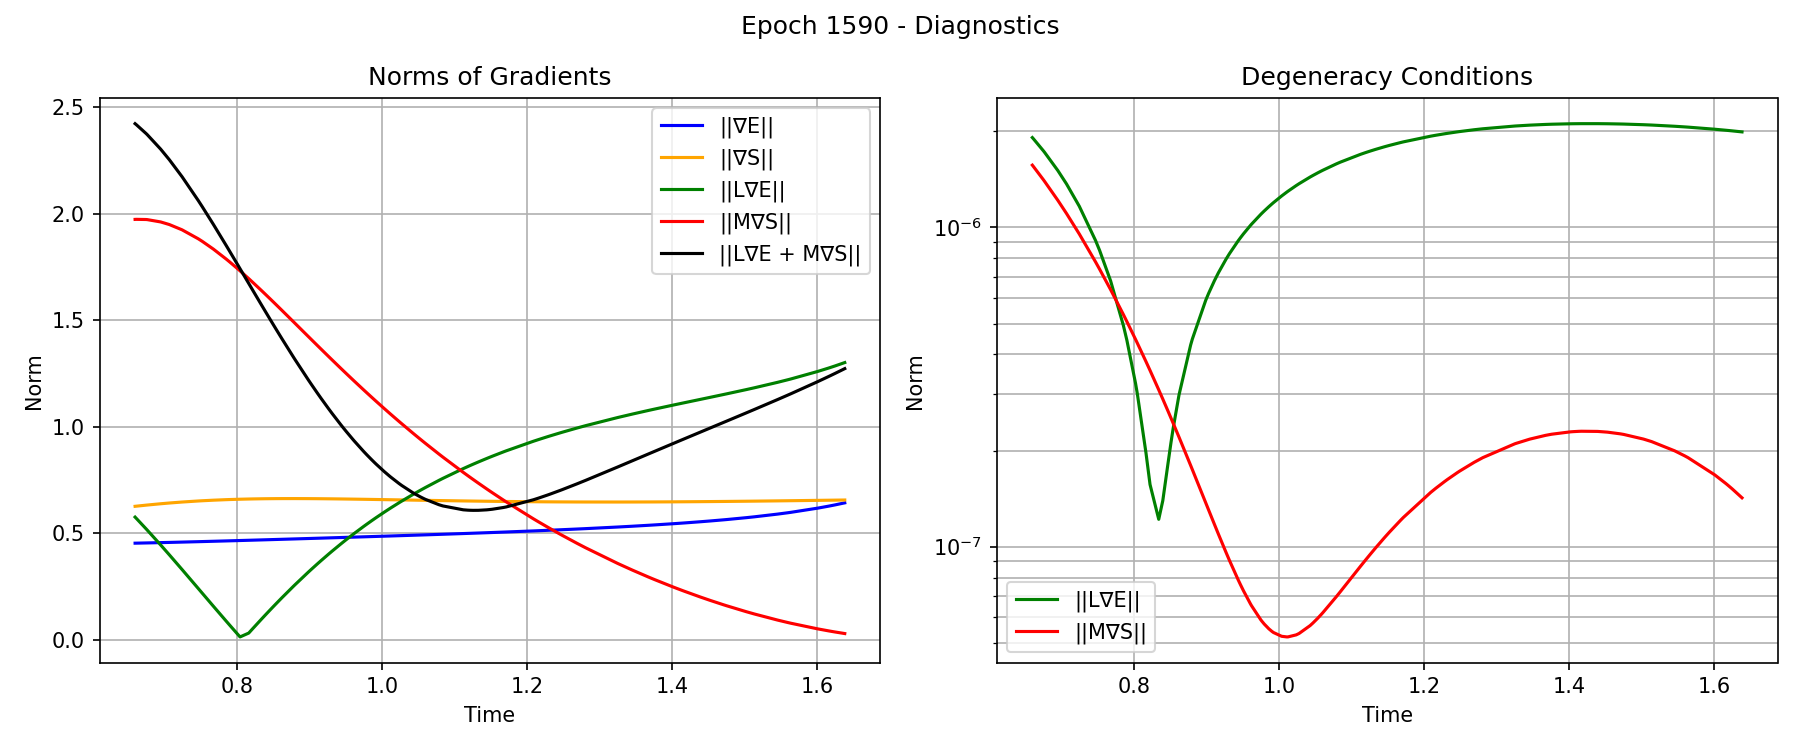 Epoch 1590 - Diagnostics
Norms of Gradients
Norm
2.5
2.0
1.5
1.0
0.5
0.0
0.8
1.0
1.2
1.4
1.6
Time
||∇E||
||∇S||
||L∇E||
||M∇S||
||L∇E + M∇S||
Degeneracy Conditions
Norm
10⁻⁶
10⁻⁷
0.8
1.0
1.2
1.4
1.6
Time
||L∇E||
||M∇S||